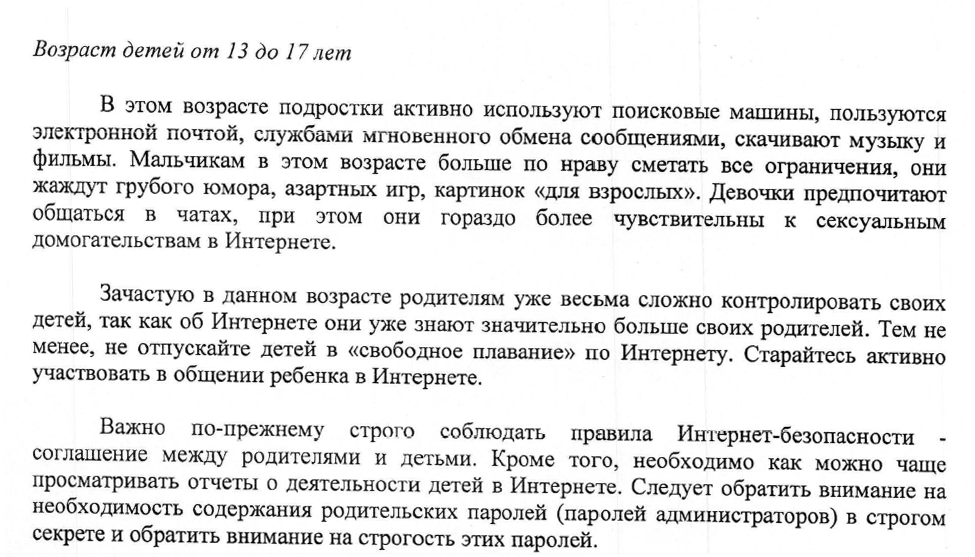 Возраст детей от 13 до 17 лет
В этом возрасте подростки активно используют поисковые машины, пользуются
электронной почтой, службами мгновенного обмена сообщениями, скачивают музыку и
фильмы. Мальчикам в этом возрасте больше по нраву сметать все ограничения, они
жаждут грубого юмора, азартных игр, картинок «для взрослых». Девочки предпочитают
общаться в чатах, при этом они гораздо более чувствительны к сексуальным
домогательствам в Интернете.
Зачастую в данном возрасте родителям уже весьма сложно контролировать своих
детей, так как об Интернете они уже знают значительно больше своих родителей. Тем не
менее, не отпускайте детей в «свободное плавание» по Интернету. Старайтесь активно
участвовать в общении ребенка в Интернете.
Важно по-прежнему строго соблюдать правила Интернет-безопасности -
соглашение между родителями и детьми. Кроме того, необходимо как можно чаще
просматривать отчеты о деятельности детей в Интернете. Следует обратить внимание на
необходимость содержания родительских паролей (паролей администраторов) в строгом
секрете и обратить внимание на строгость этих паролей.